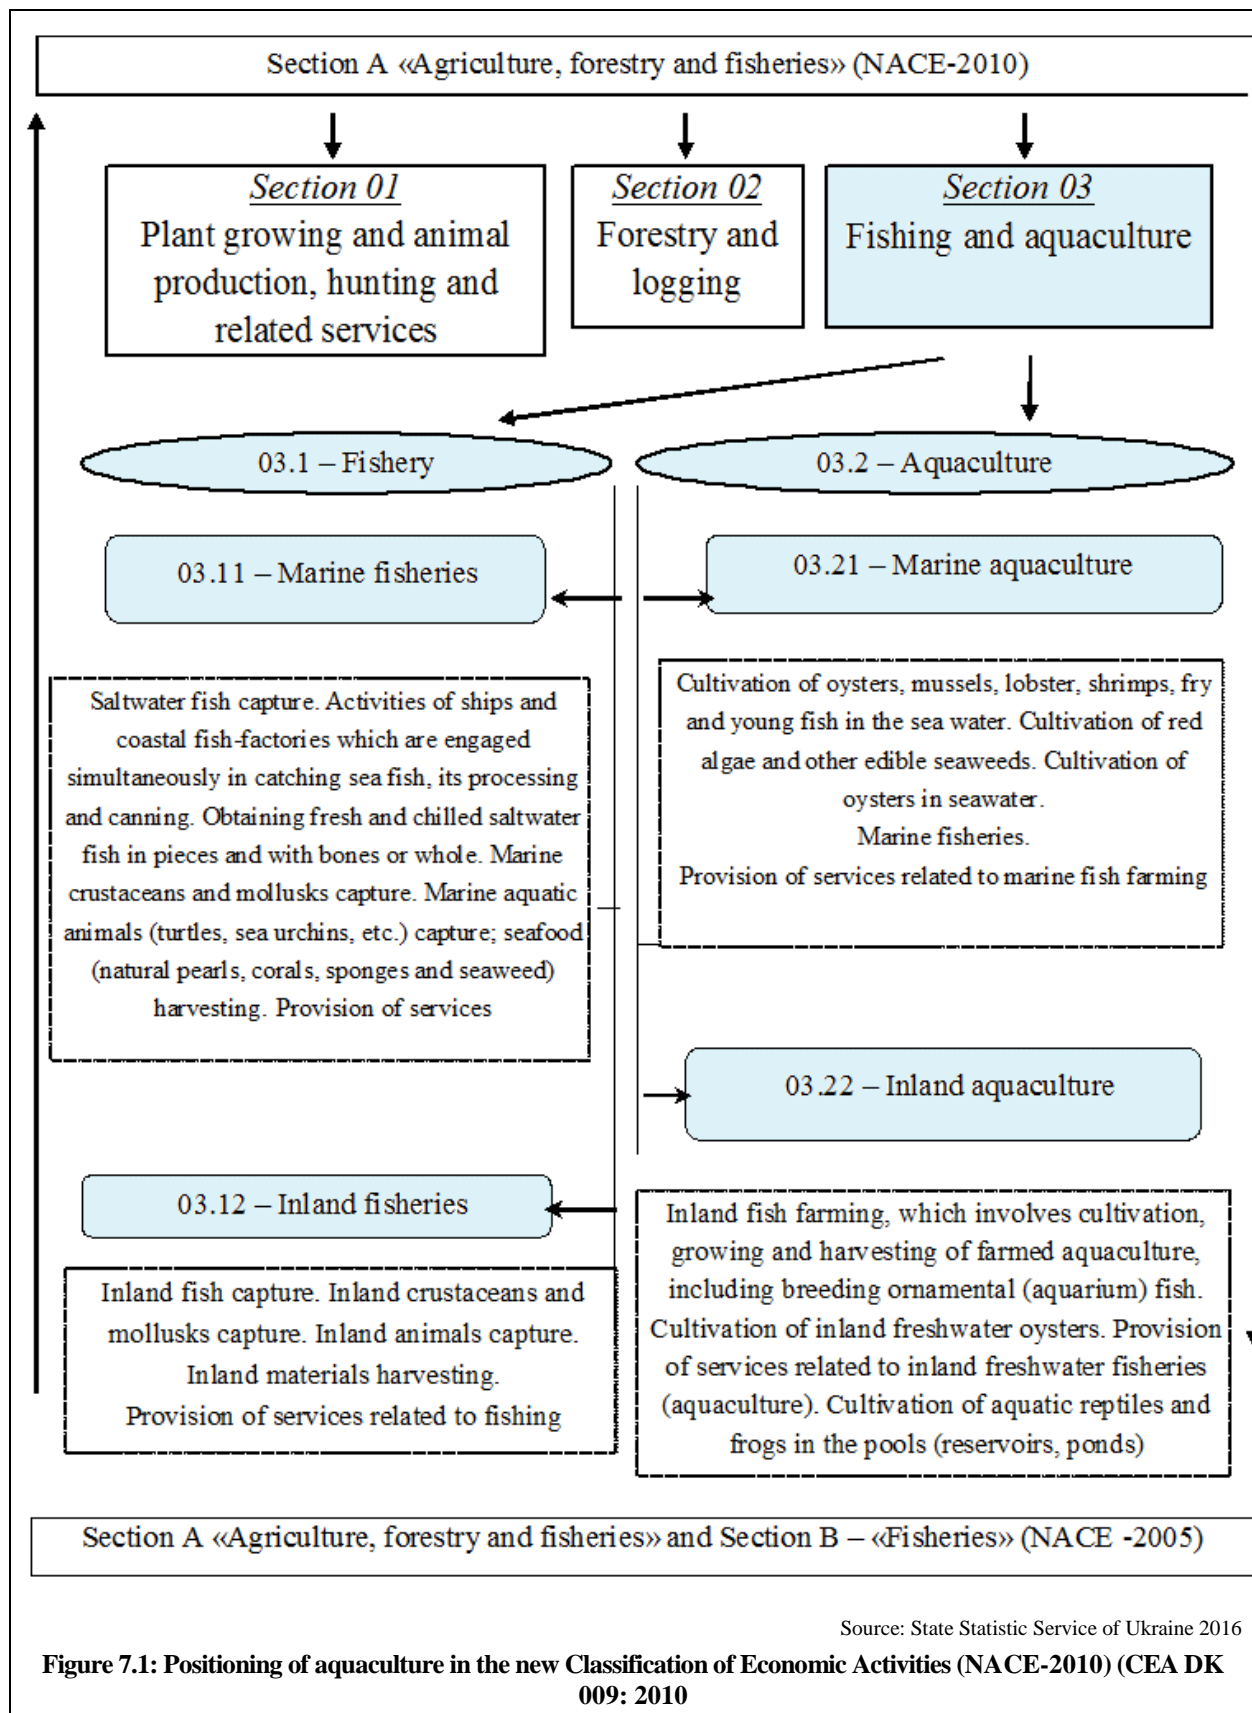 Section A «Agriculture, forestry and fisheries» (NACE-2010)
Section 01
Plant growing and animal
production, hunting and
related services
Section 02
Forestry and
logging
Section 03
Fishing and aquaculture
03.1 – Fishery
03.2 – Aquaculture
03.11 – Marine fisheries
03.21 – Marine aquaculture
Saltwater fish capture. Activities of ships and
coastal fish-factories which are engaged
simultaneously in catching sea fish, its processing
and canning. Obtaining fresh and chilled saltwater
fish in pieces and with bones or whole. Marine
crustaceans and mollusks capture. Marine aquatic
animals (turtles, sea urchins, etc.) capture; seafood
(natural pearls, corals, sponges and seaweed)
harvesting. Provision of services
Cultivation of oysters, mussels, lobster, shrimps, fry
and young fish in the sea water. Cultivation of red
algae and other edible seaweeds. Cultivation of
oysters in seawater.
Marine fisheries.
Provision of services related to marine fish farming
03.22 – Inland aquaculture
03.12 – Inland fisheries
Inland fish capture. Inland crustaceans and
mollusks capture. Inland animals capture.
Inland materials harvesting.
Provision of services related to fishing
Inland fish farming, which involves cultivation,
growing and harvesting of farmed aquaculture,
including breeding ornamental (aquarium) fish.
Cultivation of inland freshwater oysters. Provision
of services related to inland freshwater fisheries
(aquaculture). Cultivation of aquatic reptiles and
frogs in the pools (reservoirs, ponds)
Section A «Agriculture, forestry and fisheries» and Section B – «Fisheries» (NACE -2005)
Source: State Statistic Service of Ukraine 2016
Figure 7.1: Positioning of aquaculture in the new Classification of Economic Activities (NACE-2010) (CEA DK
009: 2010